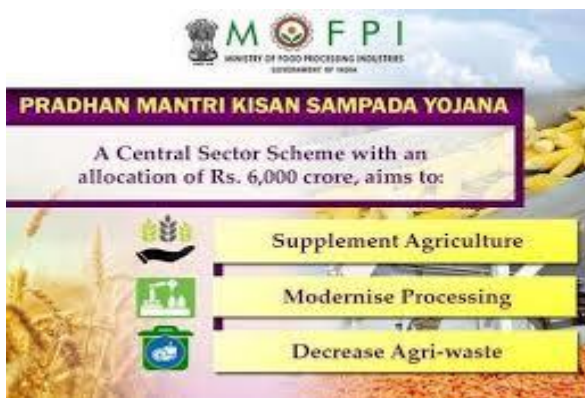 MOFPI
MINISTRY OF FOOD PROCESSING INDUSTRIES
GOVERNMENT OF INDIA
PRADHAN MANTRI KISAN SAMPADA YOJANA
A Central Sector Scheme with an
allocation of Rs. 6,000 crore, aims to:
Supplement Agriculture
Modernise Processing
Decrease Agri-waste